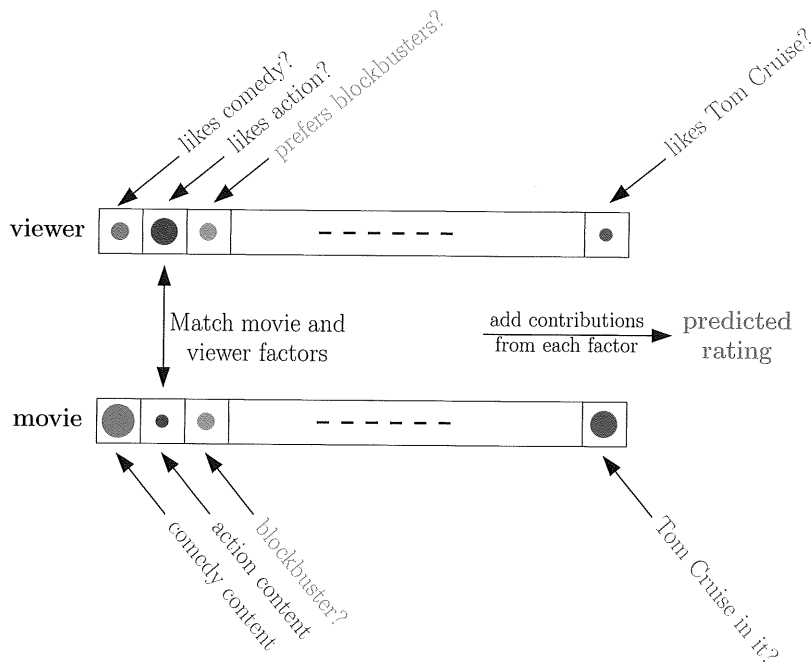 likes comedy?
likes action?
prefers blockbusters?
likes Tom Cruise?
viewer
Match movie and
viewer factors
add contributions
from each factor
predicted
rating
movie
comedy content
action content
blockbuster?
Tom Cruise in it?